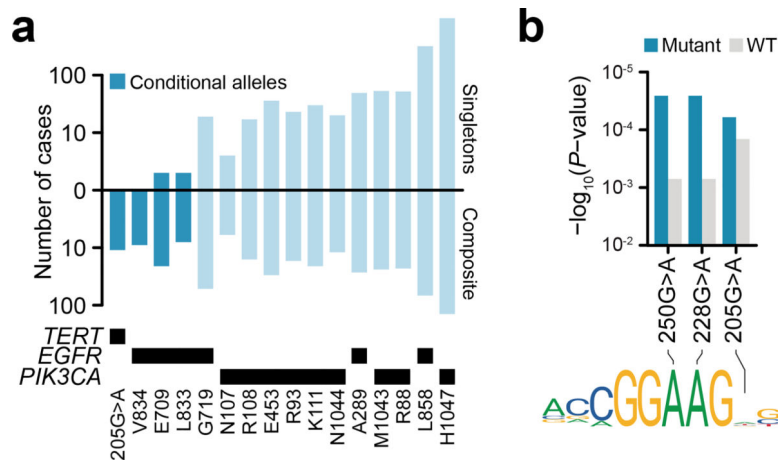 a
Conditional alleles
Number of cases
100
10
0
10
100
Singletons
Composite
TERT
EGFR
PIK3CA
205G>A
V834
E709
L833
G719
N107
R108
E453
R93
K111
N1044
A289
M1043
R88
L858
H1047
b
Mutant WT
−log10(P−value)
10-5
10-4
10-3
10-2
250G>A
228G>A
205G>A
ACCGGAAG